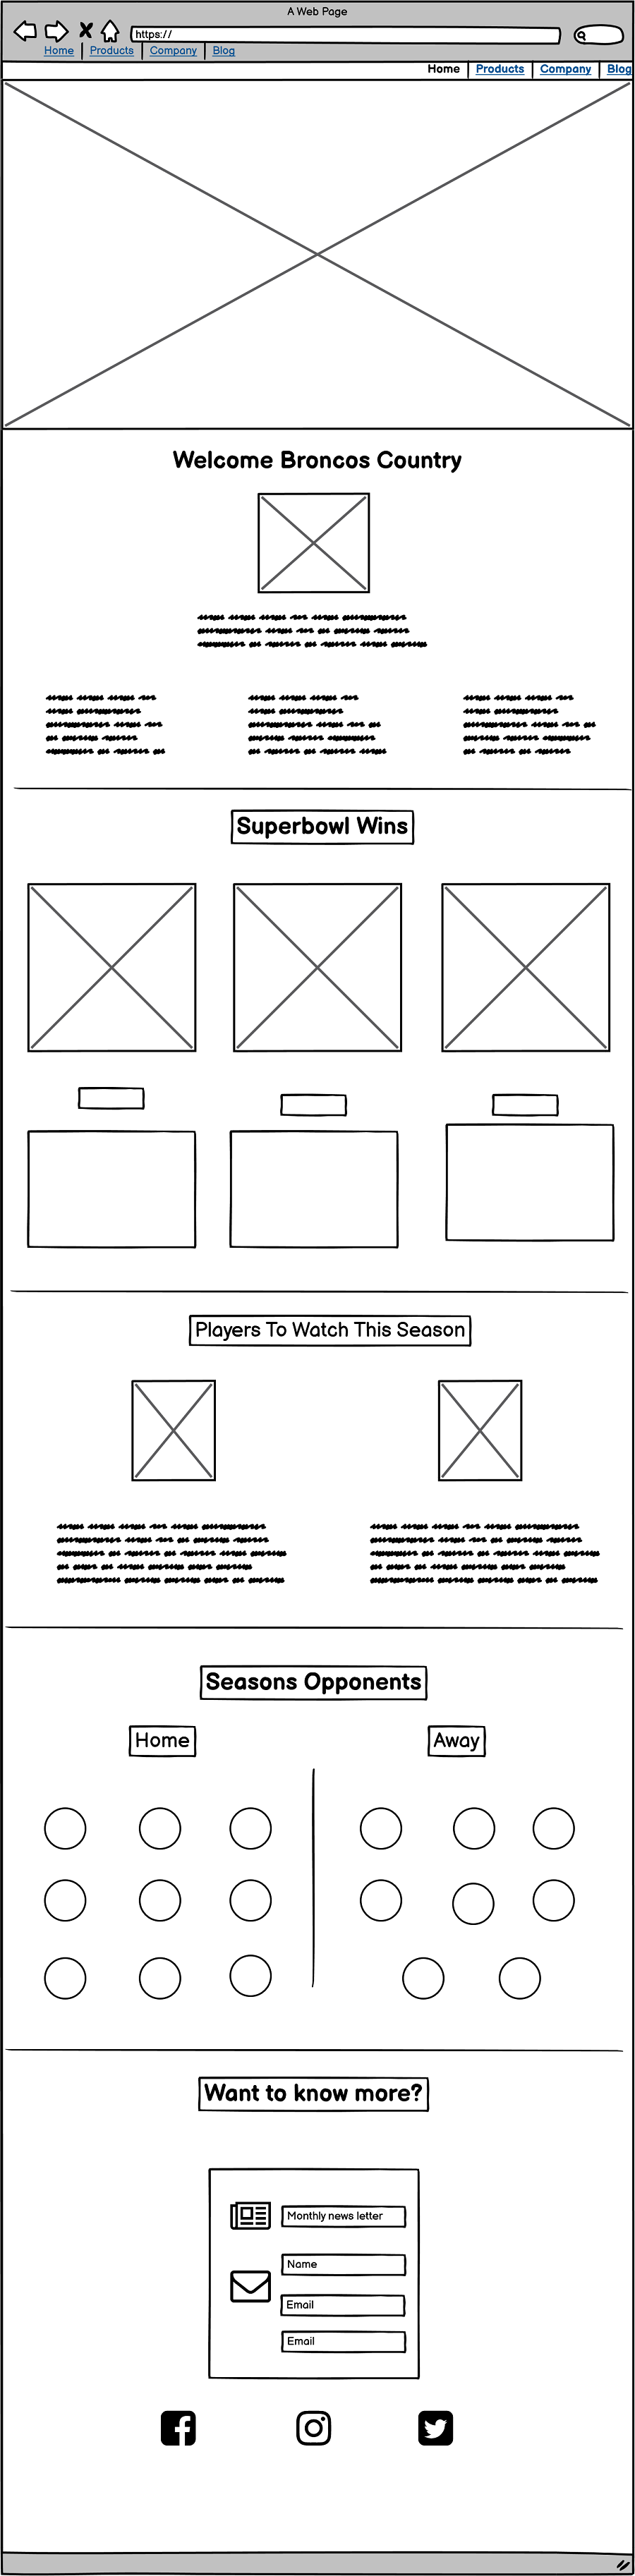 A Web Page
https://
Home Products Company Blog
Home Products Company Blog
Welcome Broncos Country
Superbowl Wins
Players To Watch This Season
Seasons Opponents
Home Away
Want to know more?
Monthly news letter
Name
Email
Email